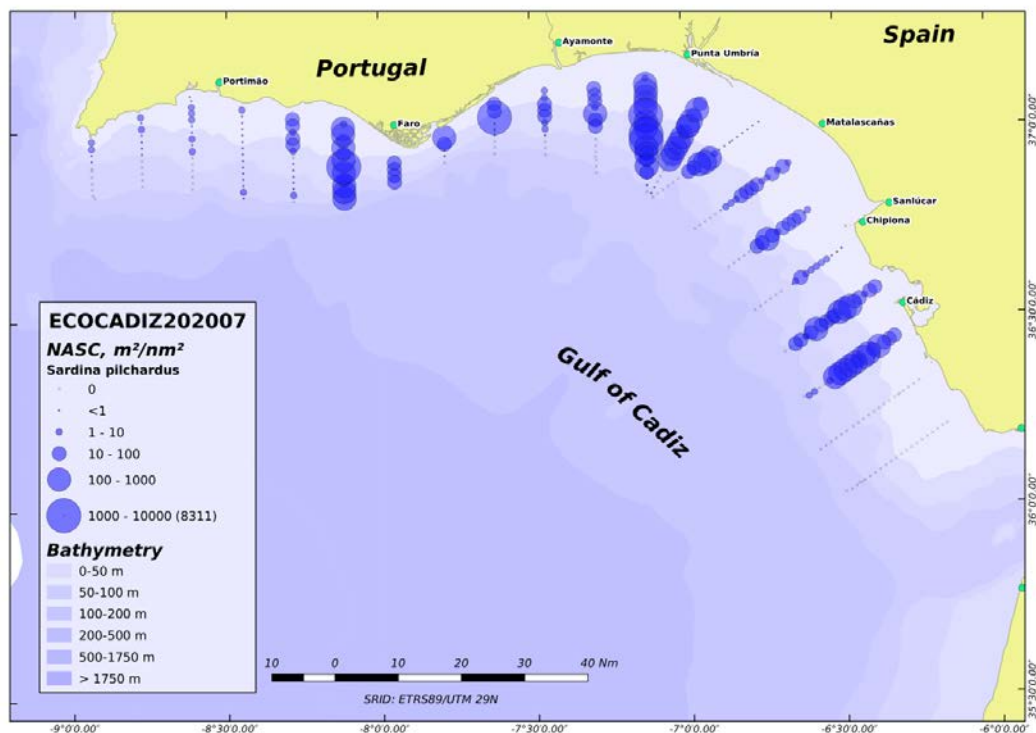 Spain
Ayamonte
Punta Umbría
Portugal
Portimão
Faro
Matalascañas
Sanlúcar
Chipiona
Cádiz
Gulf of Cadiz
ECOCADIZ202007
NASC, m²/nm²
Sardina pilchardus
0
<1
1 - 10
10 - 100
100 - 1000
1000 - 10000 (8311)
Bathymetry
0-50 m
50-100 m
100-200 m
200-500 m
500-1750 m
> 1750 m
10 0 10 20 30 40 Nm
SRID: ETRS89/UTM 29N
37°0'0.00"
36°30'0.00"
36°0'0.00"
35°30'0.00"
-9°0'0.00" -8°30'0.00" -8°0'0.00" -7°30'0.00" -7°0'0.00" -6°30'0.00" -6°0'0.00"